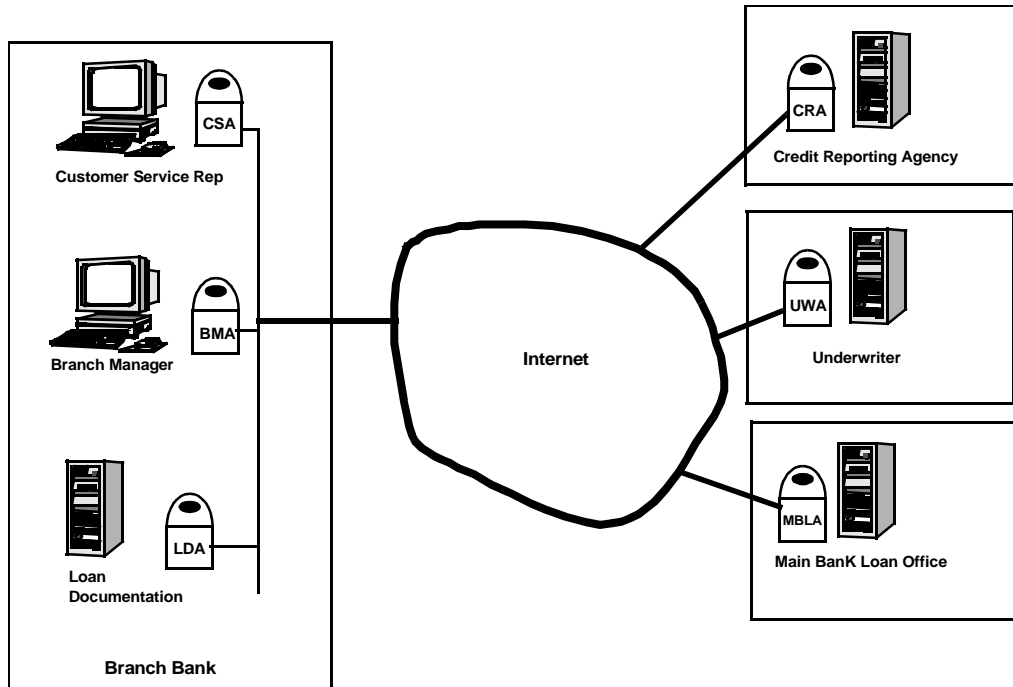 CSA
Customer Service Rep
BMA
Branch Manager
LDA
Loan
Documentation
Branch Bank
Internet
CRA
Credit Reporting Agency
UWA
Underwriter
MBLA
Main BanK Loan Office